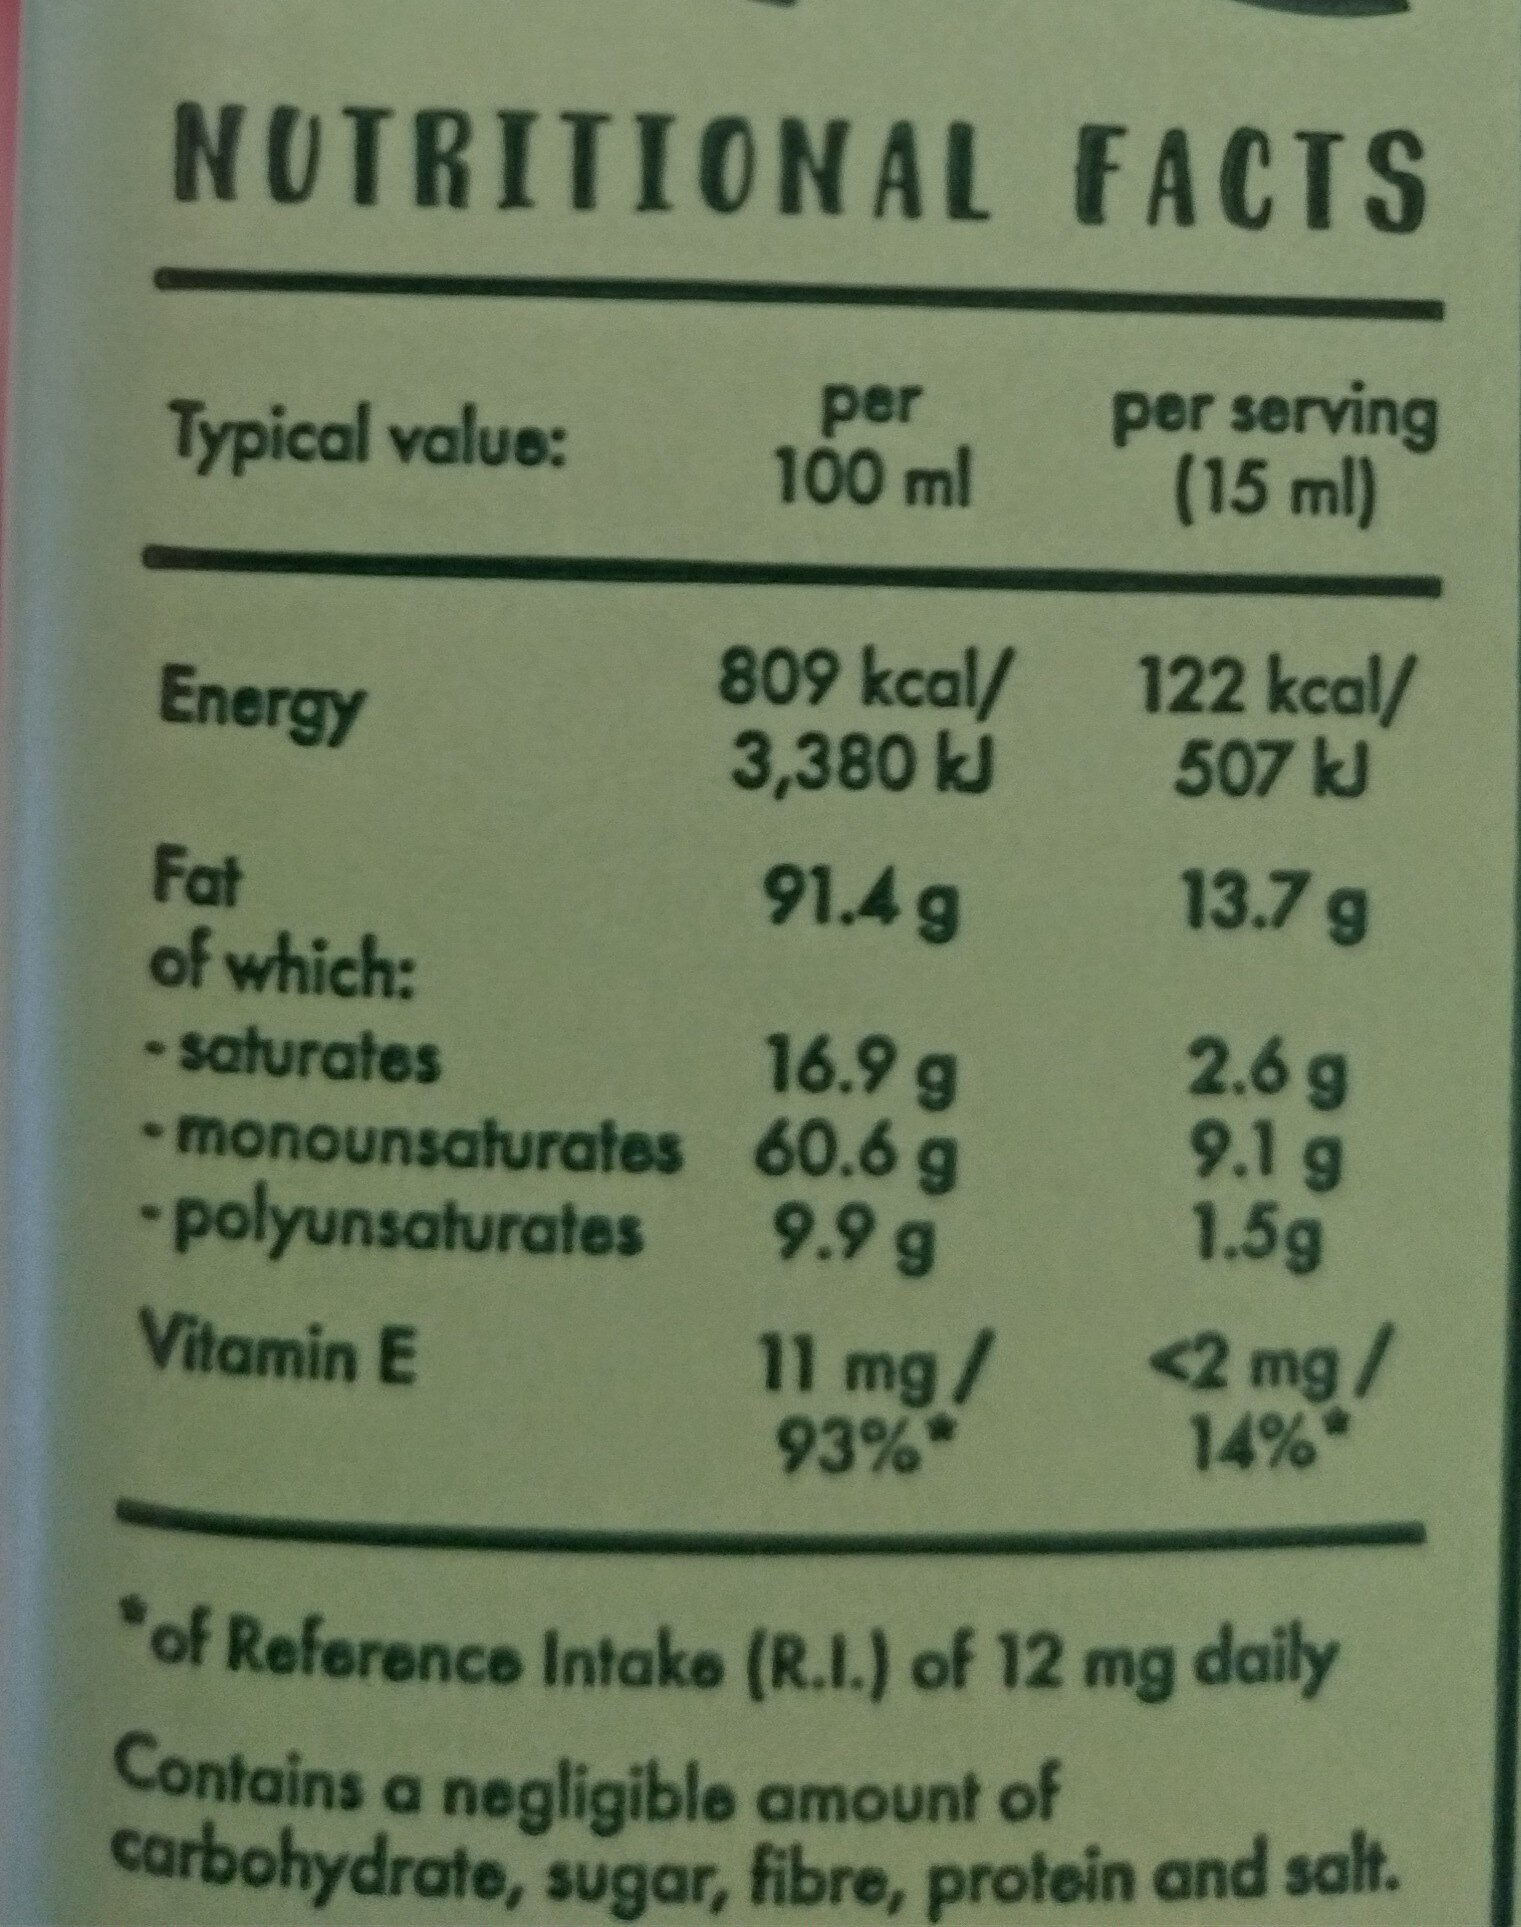 NUTRITIONAL FACTS
Typical value: per 100 ml per serving (15 ml)
Energy 809 kcal/ 122 kcal/
3,380 kJ 507 kJ
Fat 91.4 g 13.7 g
of which:
- saturates 16.9 g 2.6 g
- monounsaturates 60.6 g 9.1 g
- polyunsaturates 9.9 g 1.5g
Vitamin E 11 mg / <2 mg /
93%* 14%*
*of Reference Intake (R.I.) of 12 mg daily
Contains a negligible amount of
carbohydrate, sugar, fibre, protein and salt.